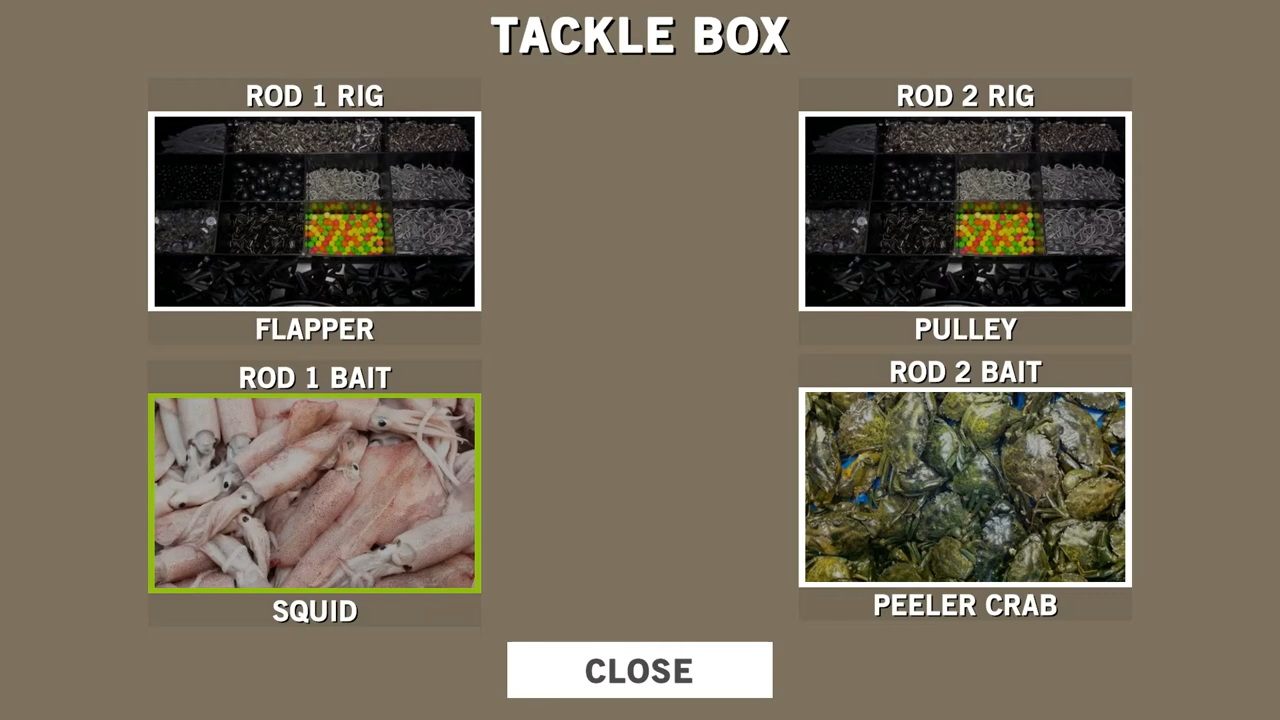 TACKLE BOX
ROD 1 RIG
FLAPPER
ROD 1 BAIT
SQUID
ROD 2 RIG
PULLEY
ROD 2 BAIT
PEELER CRAB
CLOSE